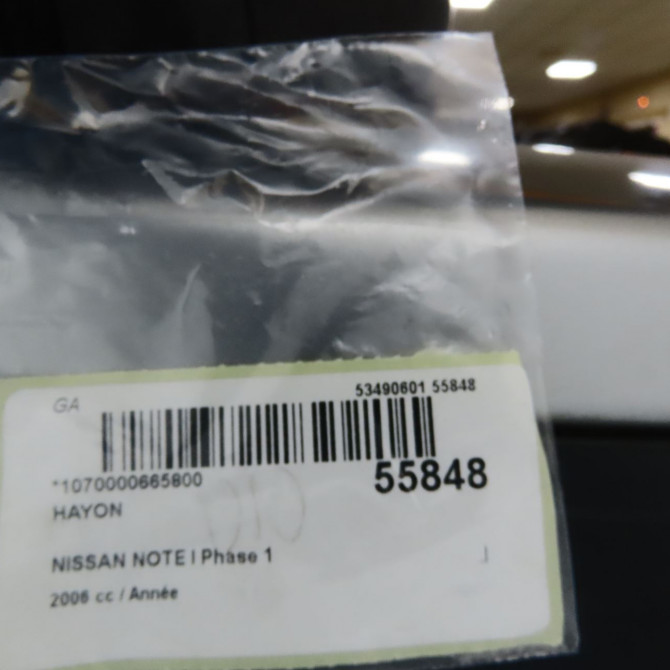 GA
53490601 55848
*1070000665800
55848
HAYON
NISSAN NOTE I Phase 1
2006 cc / Année